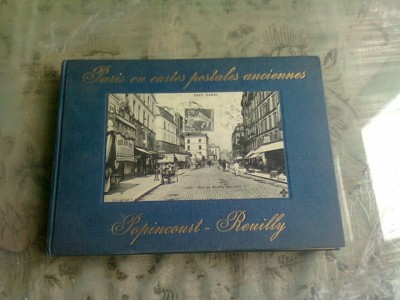 Paris en cartes postales anciennes
Popincourt - Reuilly